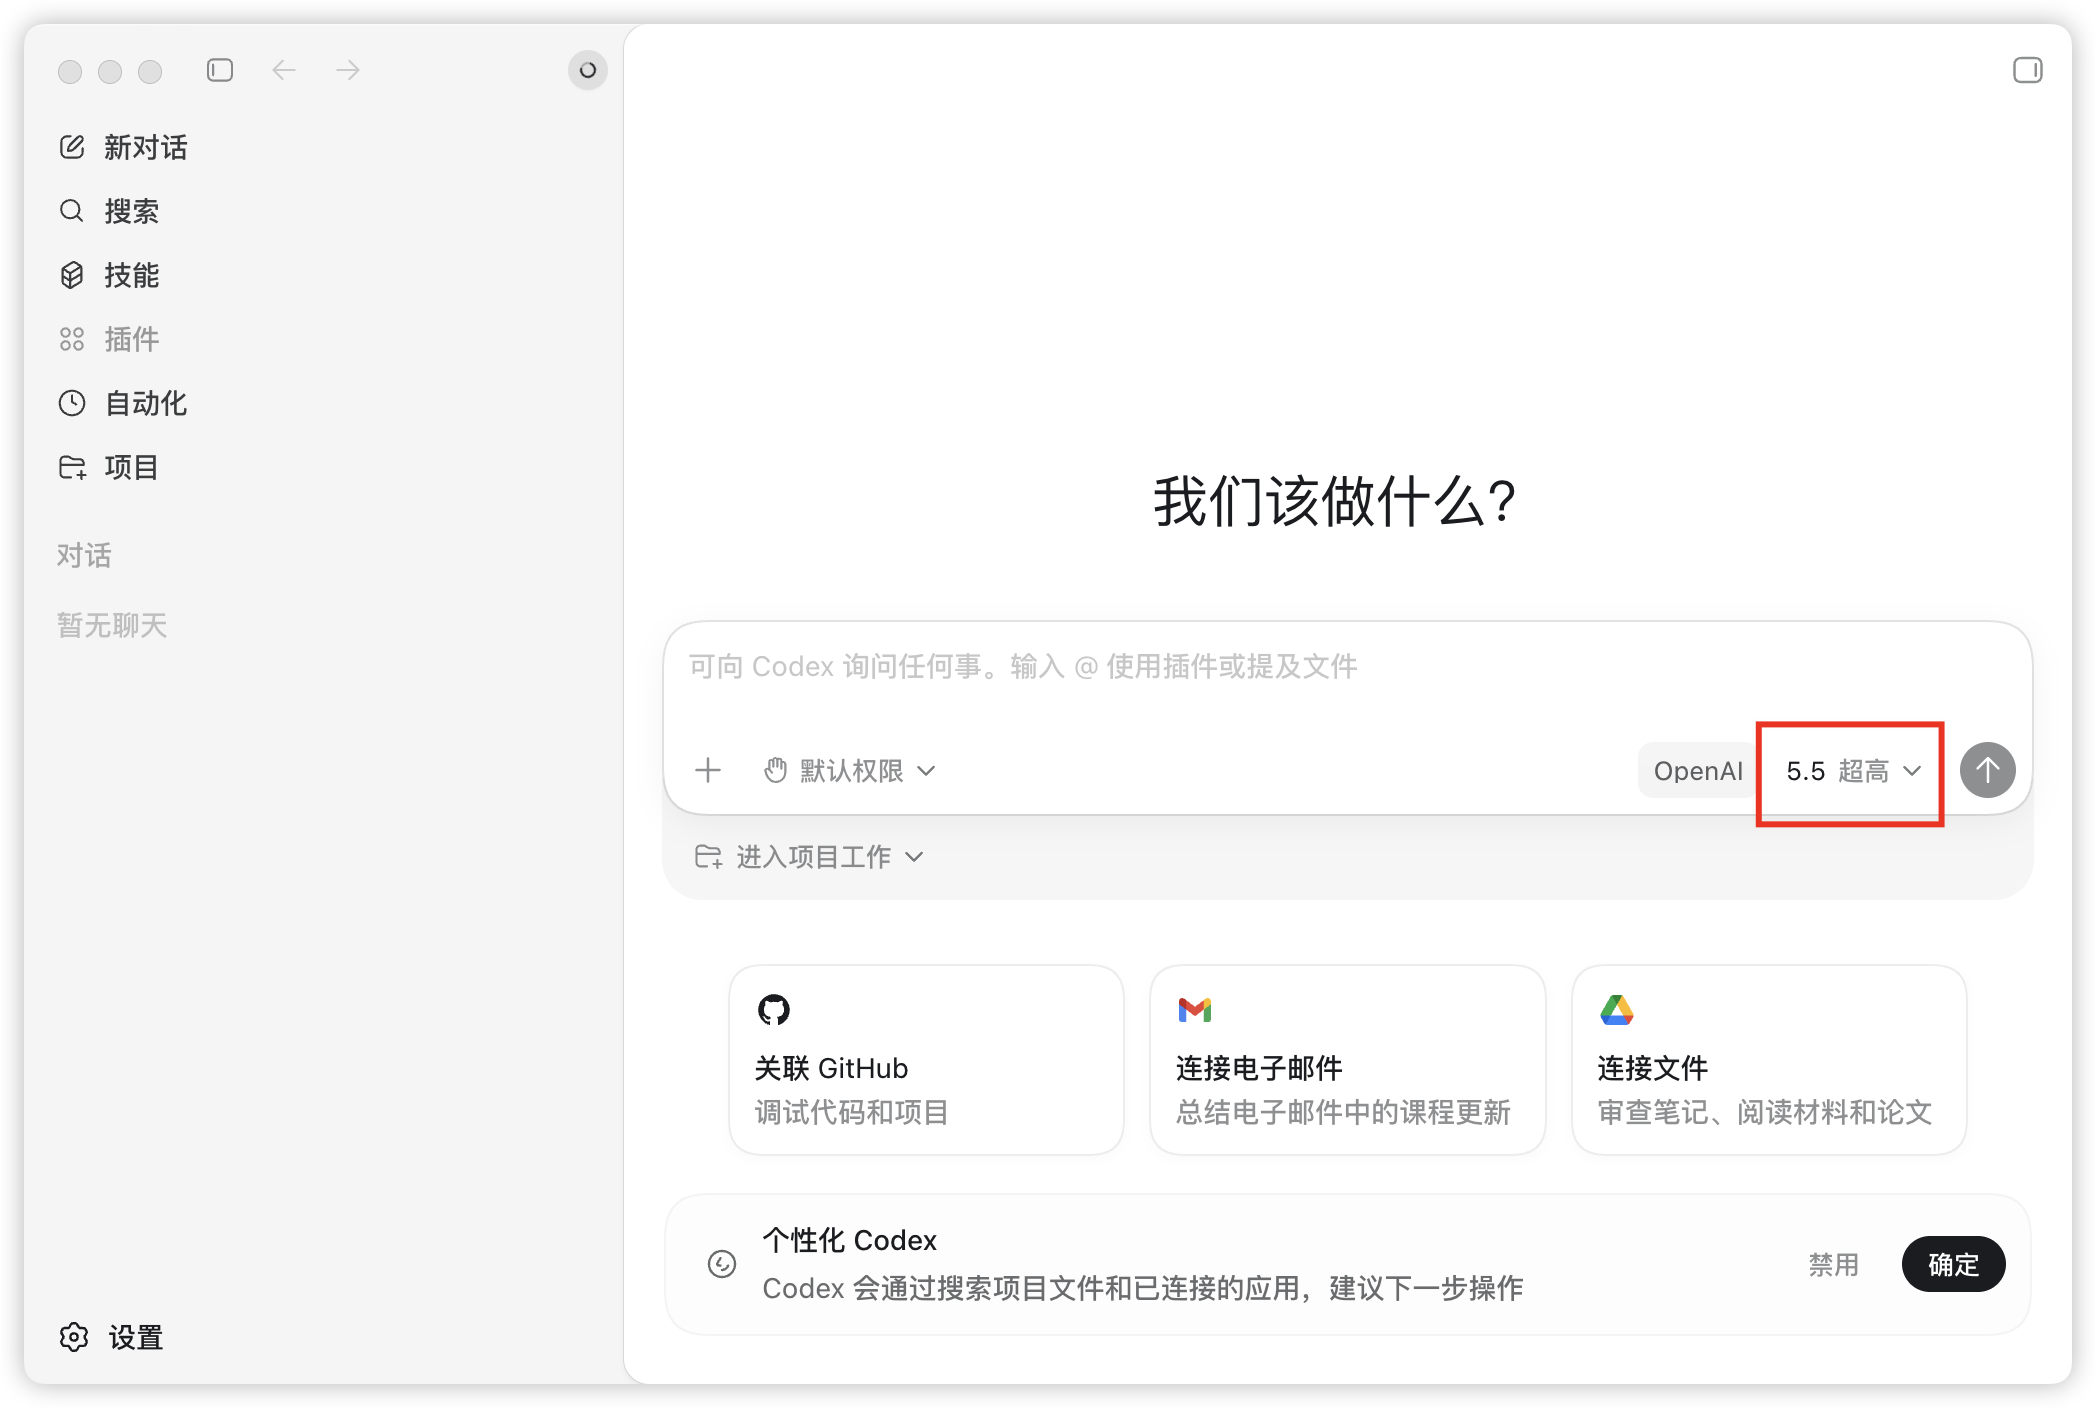 新对话
搜索
技能
插件
自动化
项目
对话
暂无聊天
设置
我们该做什么?
可向 Codex 询问任何事。输入 @ 使用插件或提及文件
默认权限
OpenAI
5.5 超高
进入项目工作
关联 GitHub
调试代码和项目
连接电子邮件
总结电子邮件中的课程更新
连接文件
审查笔记、阅读材料和论文
个性化 Codex
Codex 会通过搜索项目文件和已连接的应用，建议下一步操作
禁用
确定